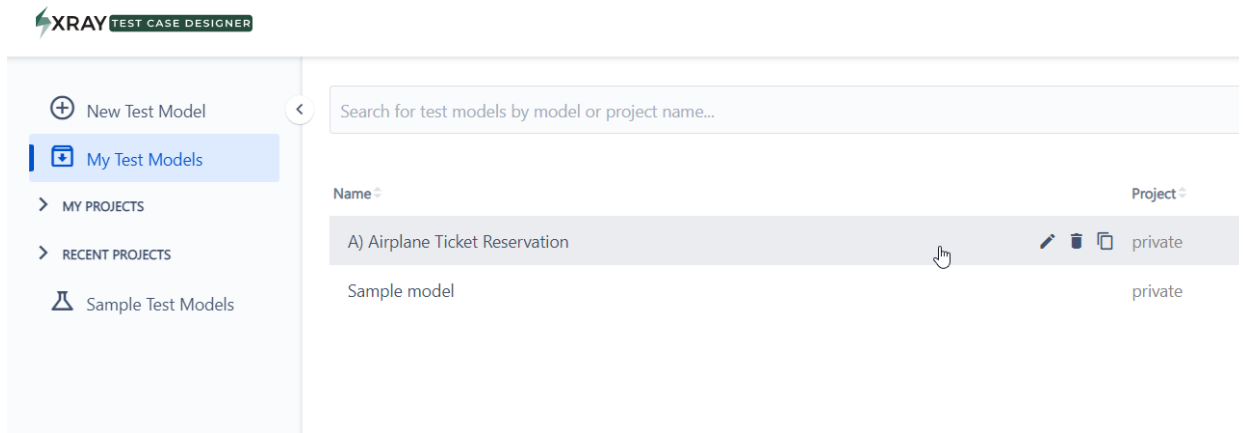 XRAY TEST CASE DESIGNER
New Test Model
Search for test models by model or project name...
My Test Models
MY PROJECTS
RECENT PROJECTS
Sample Test Models
Name
Project
A) Airplane Ticket Reservation
private
Sample model
private